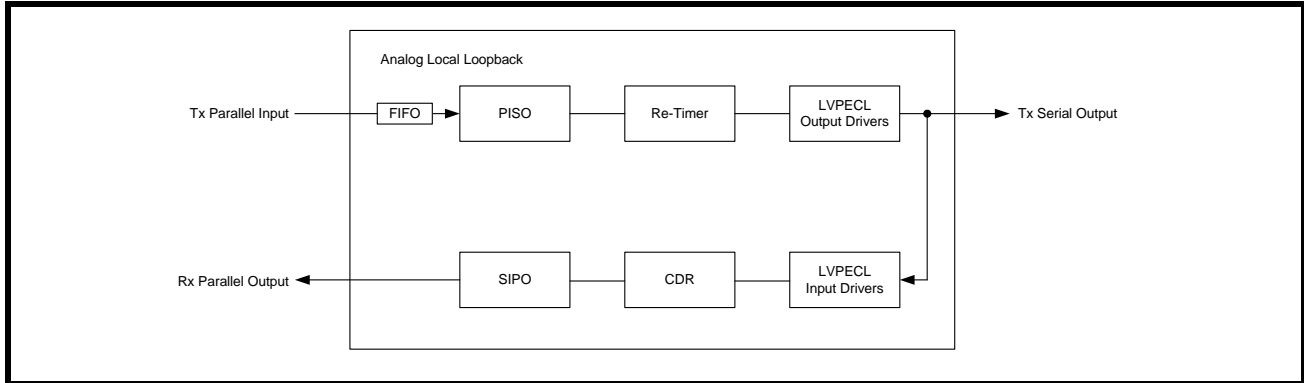 Analog Local Loopback
Tx Parallel Input
FIFO
PISO
Re-Timer
LVPECL
Output Drivers
Tx Serial Output
Rx Parallel Output
SIPO
CDR
LVPECL
Input Drivers